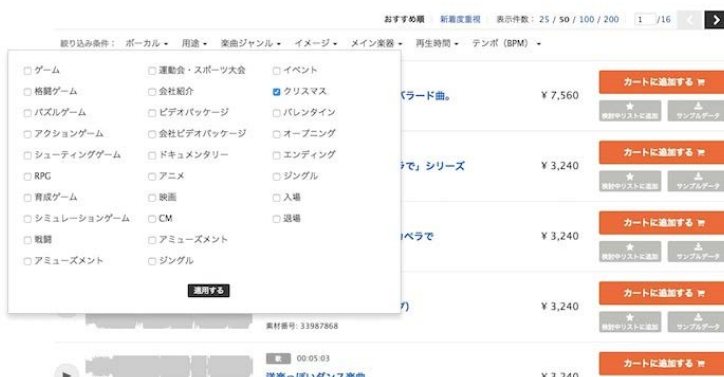 おすすめ順 新着度重視 表示件数：25 / 50 / 100 / 200 1 /16
絞り込み条件： ボーカル 用途 楽曲ジャンル イメージ メイン楽器 再生時間 テンポ（BPM）
ゲーム 運動会・スポーツ大会 イベント
格闘ゲーム 会社紹介 クリスマス
パズルゲーム ビデオパッケージ バレンタイン
アクションゲーム 会社ビデオパッケージ オープニング
シューティングゲーム ドキュメンタリー エンディング
RPG アニメ ジングル
育成ゲーム 映画 入場
シミュレーションゲーム CM 退場
戦闘 アミューズメント
アミューズメント ジングル
適用する
バラード曲。 ¥ 7,560 カートに追加する
検討中リストに追加 サンプルデータ
で」シリーズ ¥ 3,240 カートに追加する
検討中リストに追加 サンプルデータ
ペラで ¥ 3,240 カートに追加する
検討中リストに追加 サンプルデータ
) ¥ 3,240 カートに追加する
検討中リストに追加 サンプルデータ
素材番号: 33987868
歌 00:05:03
洋楽っぽいダンス楽曲 ¥ 3,240 カートに追加する